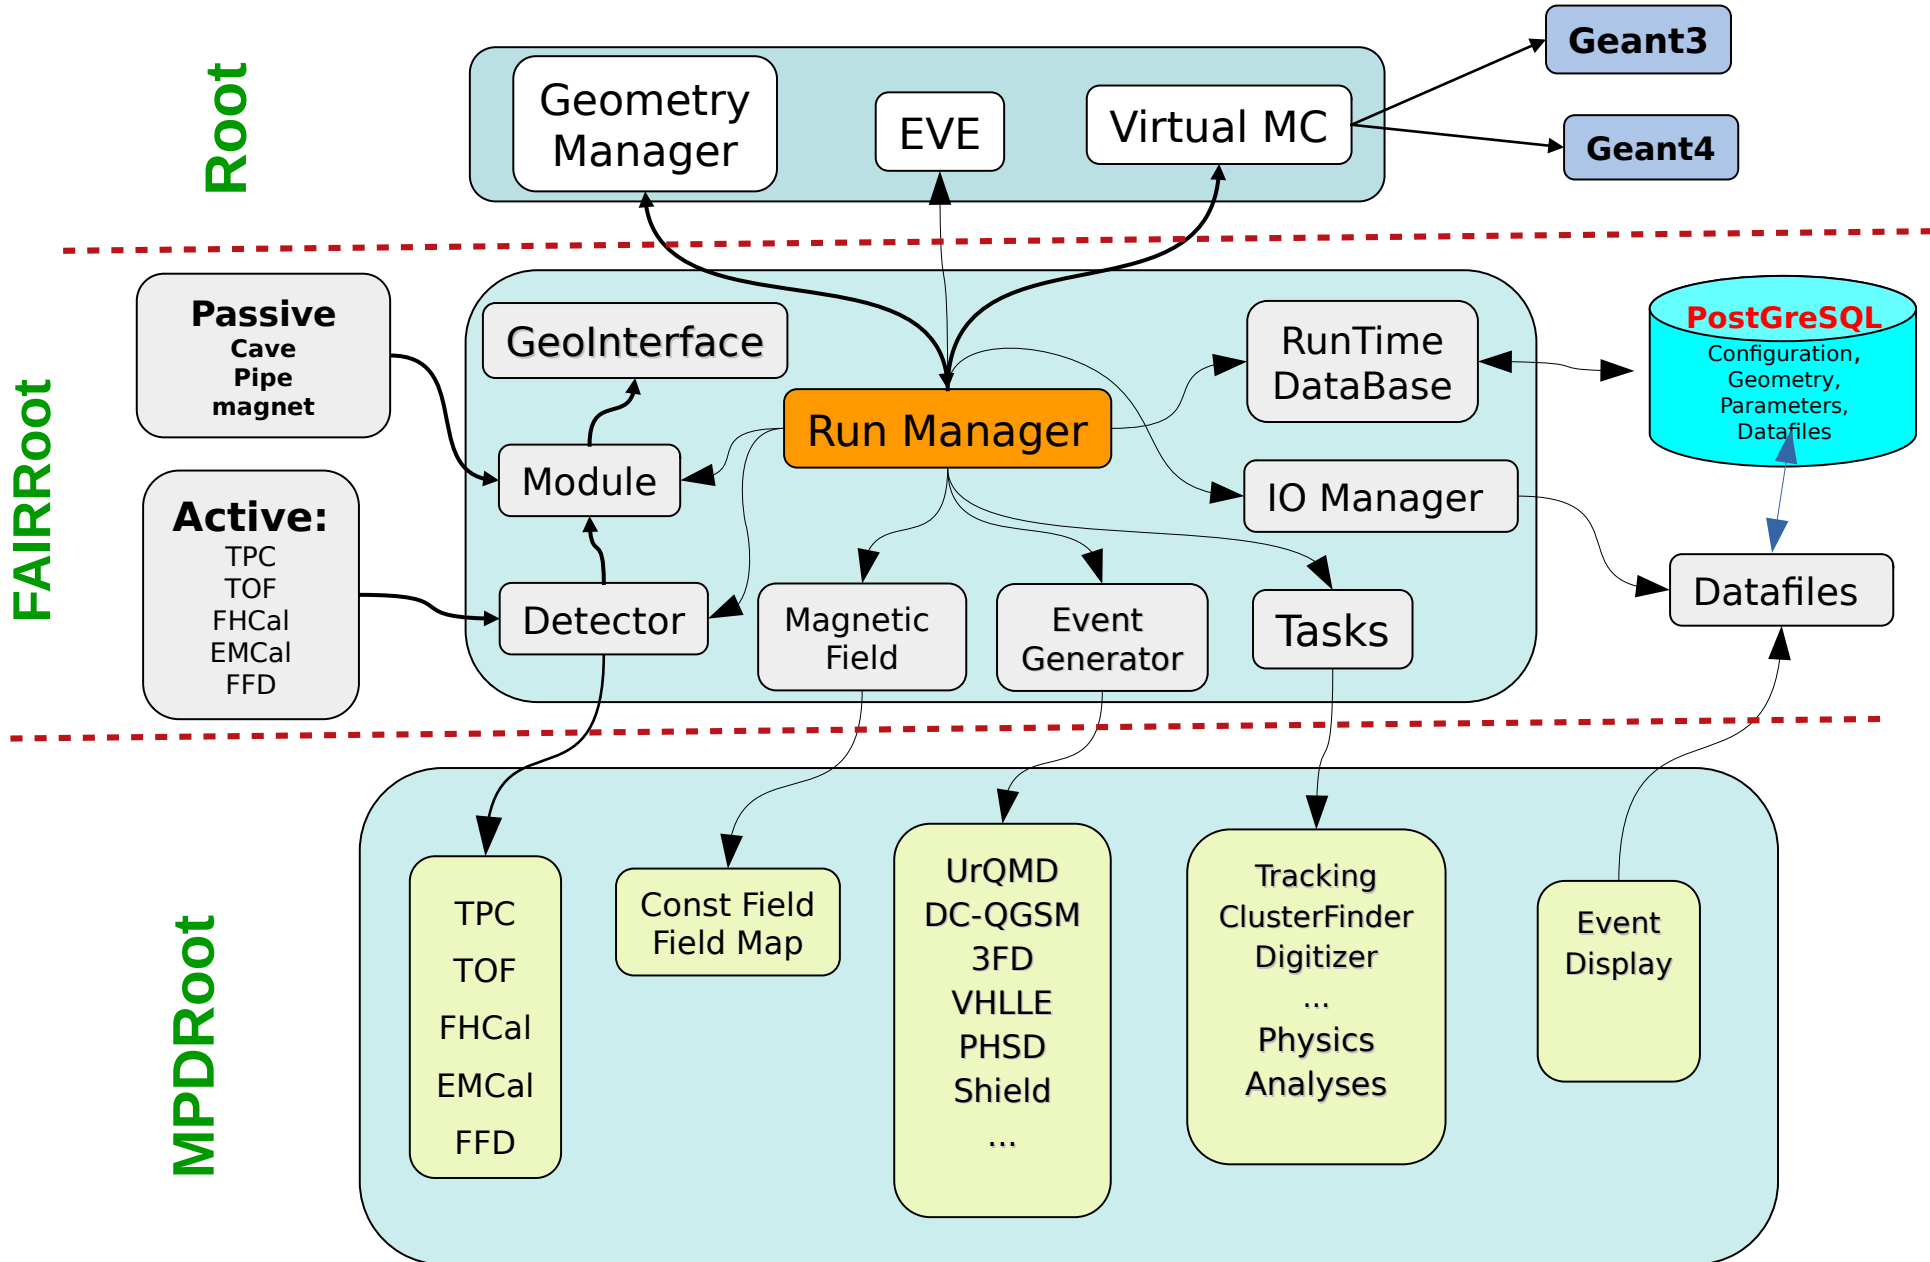 Root
Geometry
Manager
EVE
Virtual MC
Geant3
Geant4
FAIRRoot
Passive
Cave
Pipe
magnet
Active:
TPC
TOF
FHCal
EMCal
FFD
GeoInterface
Module
Detector
Run Manager
Magnetic
Field
Event
Generator
Tasks
RunTime
DataBase
IO Manager
PostGreSQL
Configuration,
Geometry,
Parameters,
Datafiles
Datafiles
MPDRoot
TPC
TOF
FHCal
EMCal
FFD
Const Field
Field Map
UrQMD
DC-QGSM
3FD
VHLLE
PHSD
Shield
...
Tracking
ClusterFinder
Digitizer
...
Physics
Analyses
Event
Display